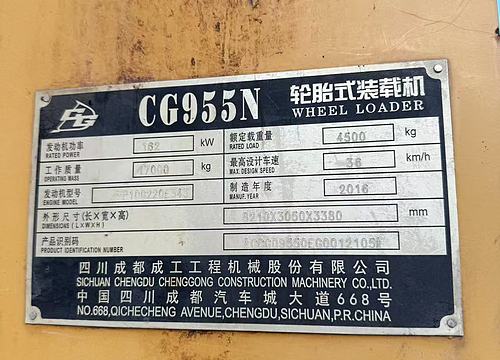 CG
CG955N
轮胎式装载机
WHEEL LOADER
发动机功率 162 kW
RATED POWER
额定载重量 4500 kg
RATED LOAD
工作质量 17000 kg
OPERATING MASS
最高设计车速 36 km/h
MAX. DESIGN SPEED
发动机型号
ENGINE MODEL
制造年度 2016
MANUF. YEAR
外形尺寸(长×宽×高) 8210X3050X3380 mm
DIMENSIONS (L×W×H)
产品识别码
PRODUCT IDENTIFICATION NUMBER
四川成都成工工程机械股份有限公司
SICHUAN CHENGDU CHENGGONG CONSTRUCTION MACHINERY CO.,LTD.
中国四川成都汽车城大道668号
NO.668,QICHECHENG AVENUE,CHENGDU,SICHUAN,P.R.CHINA